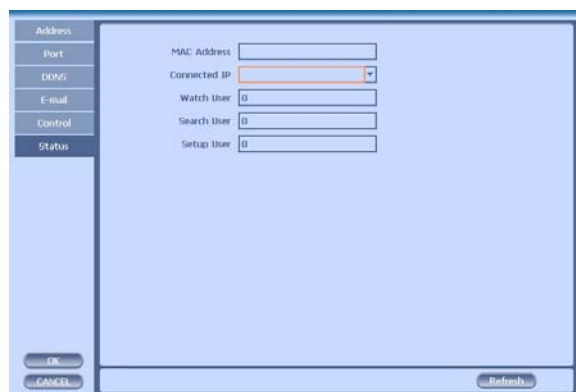 Address
Port
DDNS
E-mail
Control
Status
MAC Address
Connected IP
Watch User 0
Search User 0
Setup User 0
OK
CANCEL
Refresh